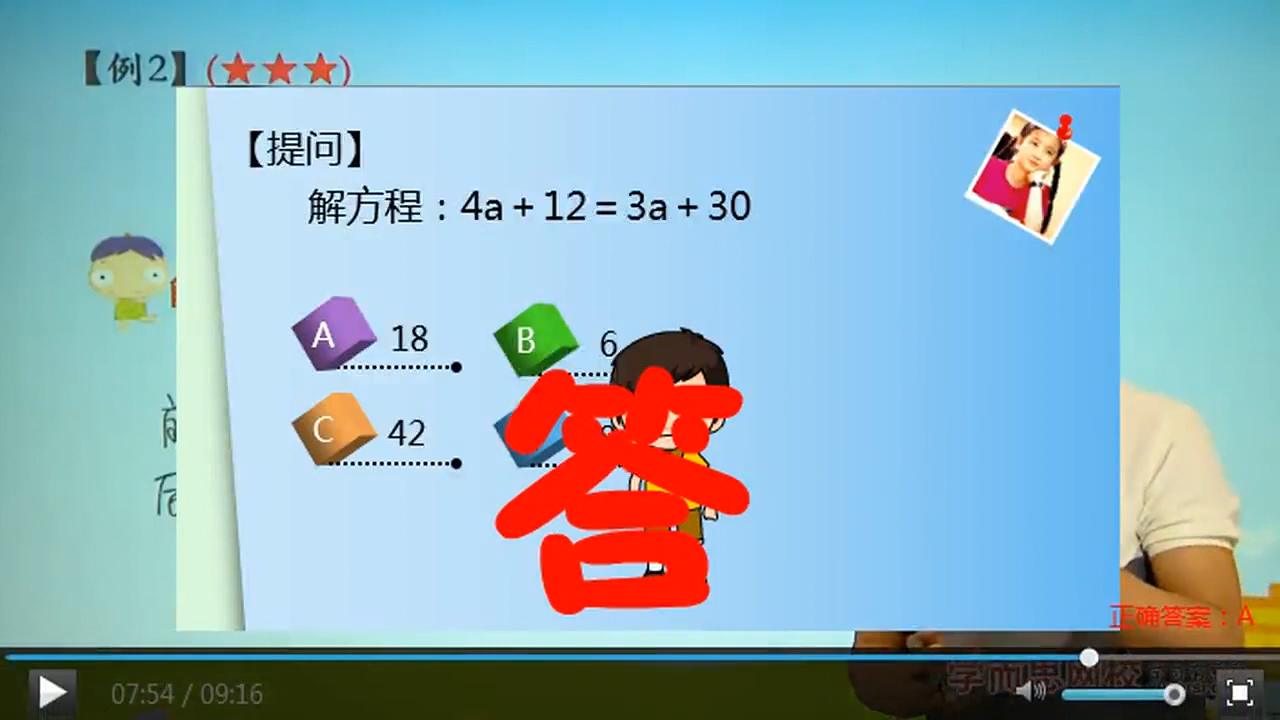 【例2】(★★★)
【提问】
解方程：4a+12=3a+30
A 18
B 6
C 42
答
正确答案：A
学而思网校
07:54 / 09:16